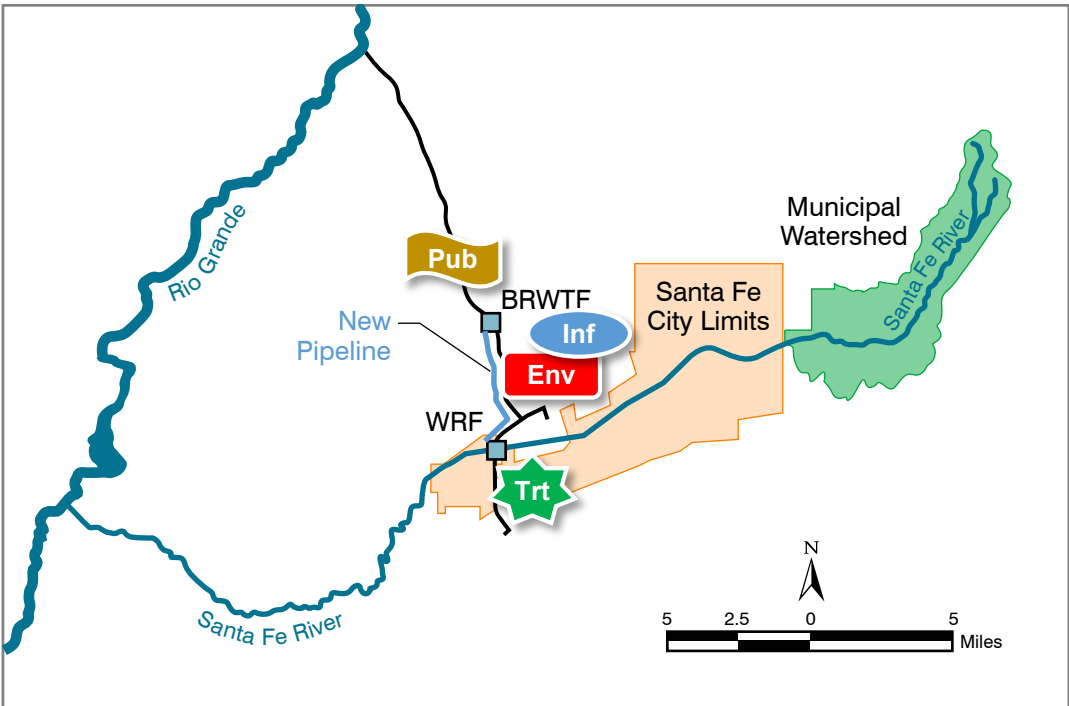 Rio Grande
Pub
BRWTF
New
Pipeline
Inf
Env
WRF
Trt
Santa Fe
City Limits
Municipal
Watershed
Santa Fe River
Santa Fe River
N
5 2.5 0 5
Miles